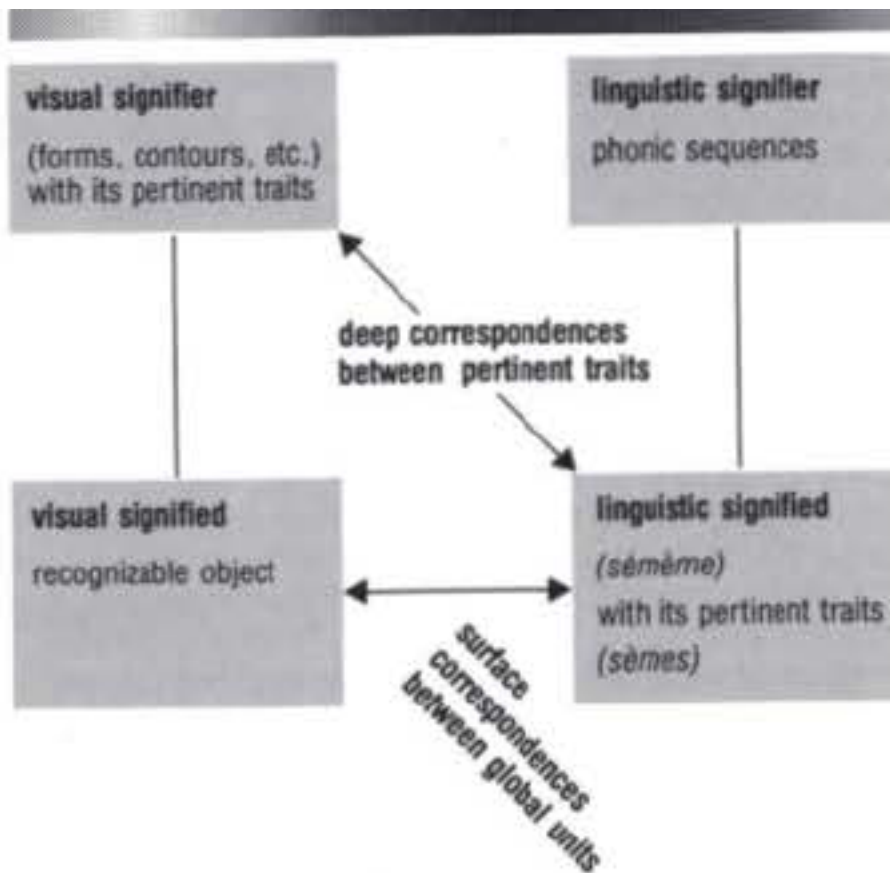 visual signifier
(forms, contours, etc.)
with its pertinent traits
linguistic signifier
phonic sequences
deep correspondences
between pertinent traits
visual signified
recognizable object
linguistic signified
(sémème)
with its pertinent traits
(sèmes)
surface
correspondences
between global units